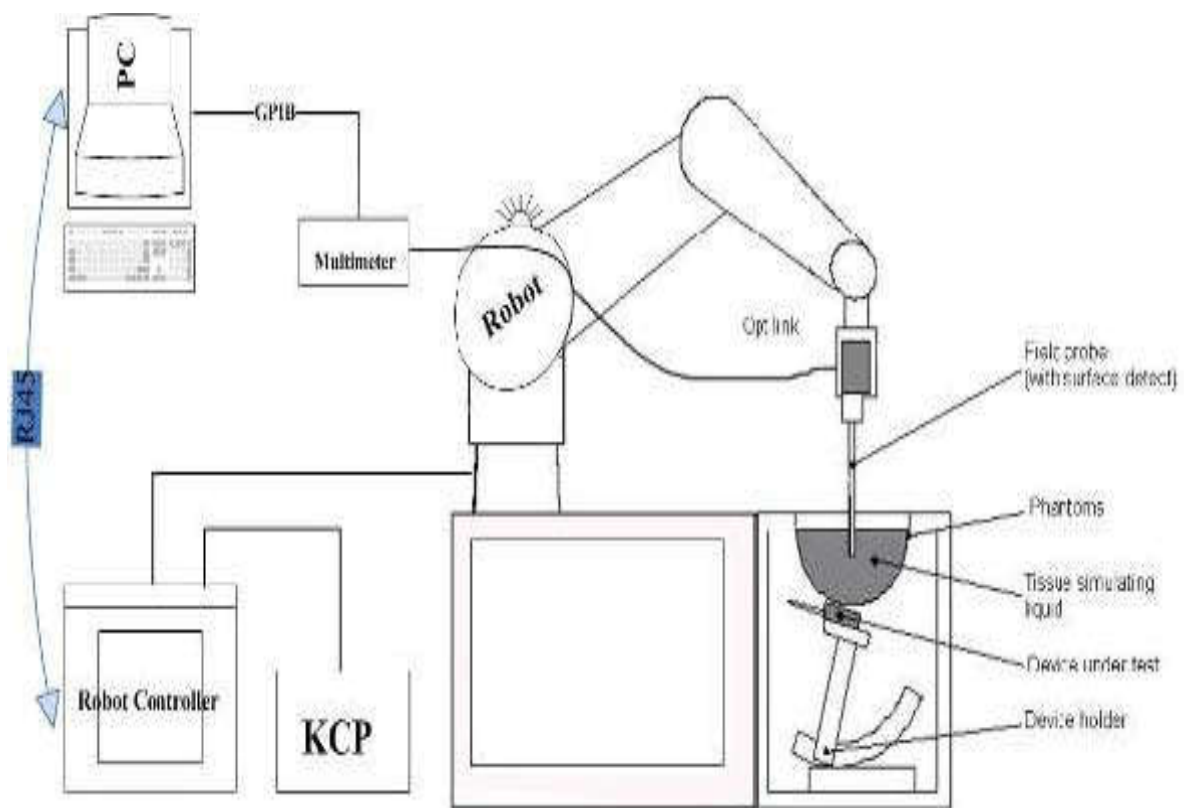 PC
GPIB
Multimeter
Robot
Opt link
Field probe
(with surface detect)
Phantoms
Tissue simulating
liquid
Device under test
Device holder
RJ45
Robot Controller
KCP